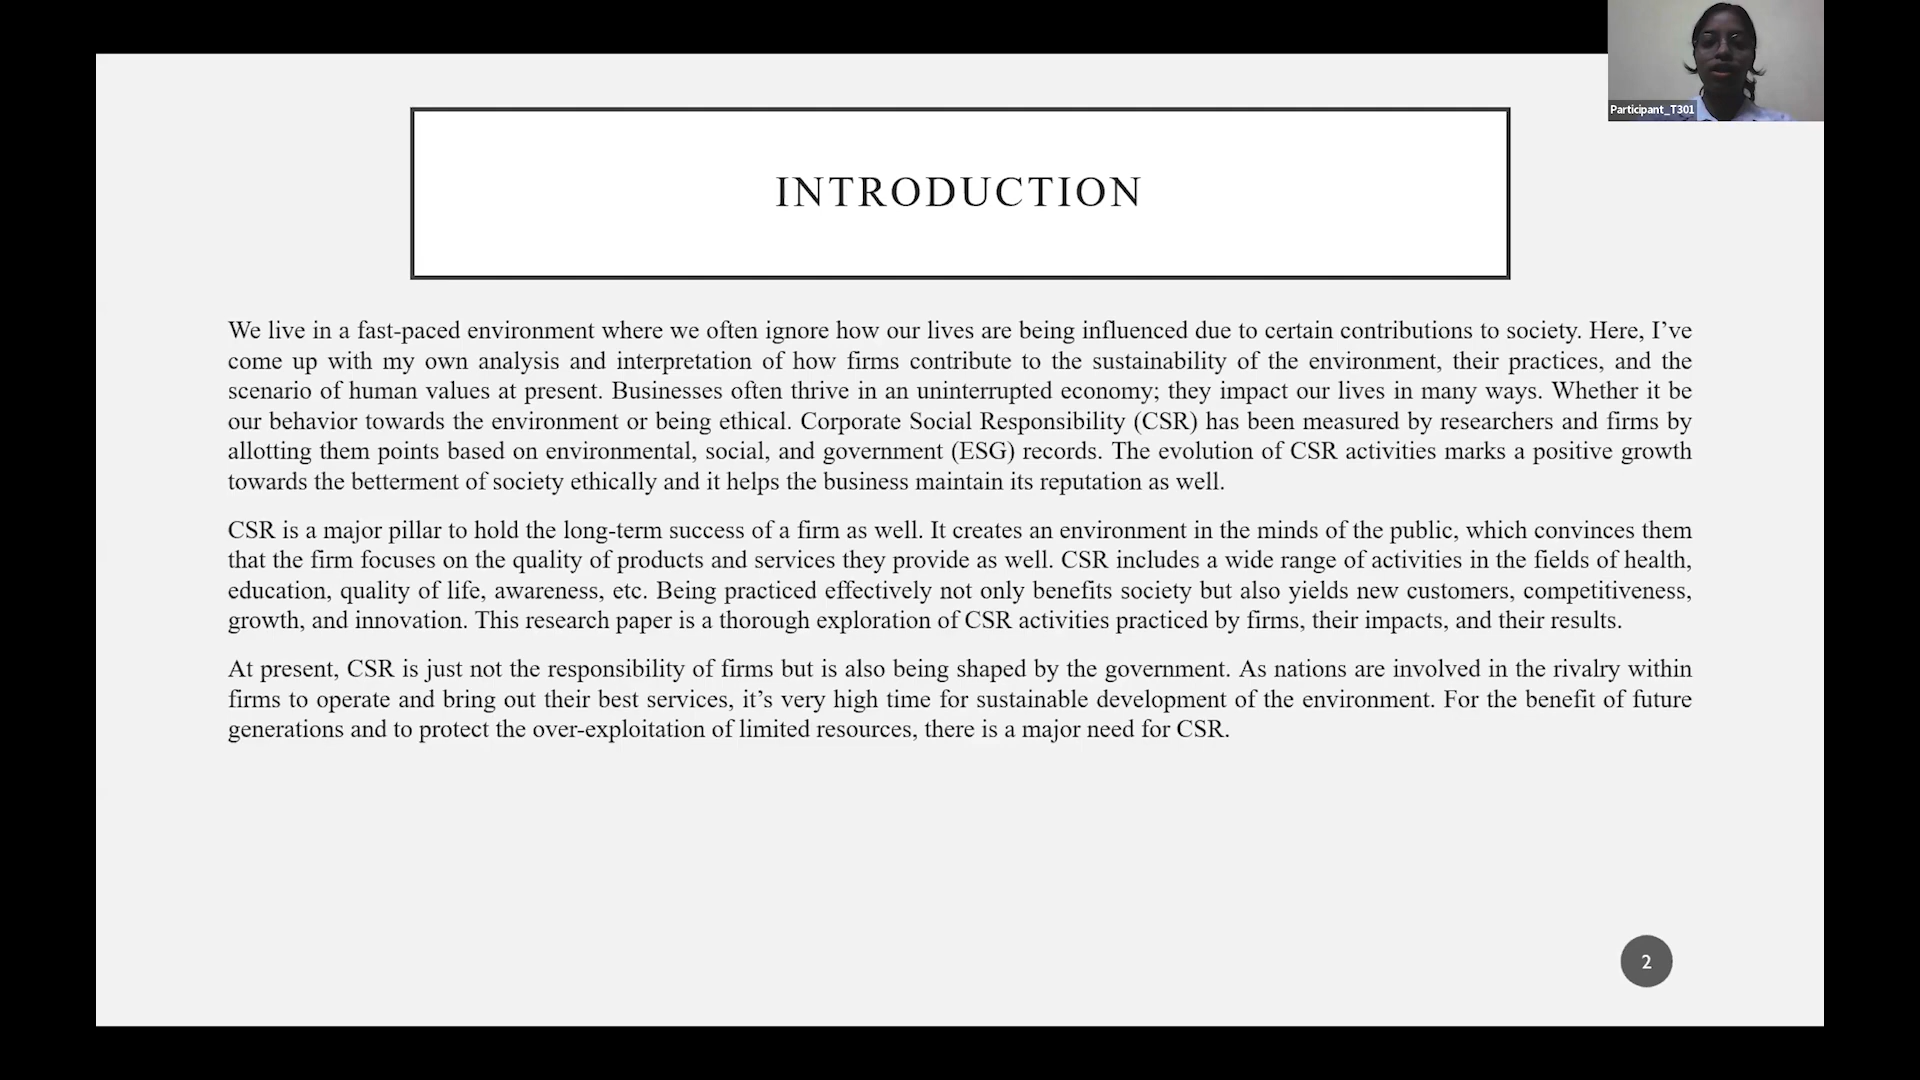 Participant_T301
INTRODUCTION
We live in a fast-paced environment where we often ignore how our lives are being influenced due to certain contributions to society. Here, I’ve
come up with my own analysis and interpretation of how firms contribute to the sustainability of the environment, their practices, and the
scenario of human values at present. Businesses often thrive in an uninterrupted economy; they impact our lives in many ways. Whether it be
our behavior towards the environment or being ethical. Corporate Social Responsibility (CSR) has been measured by researchers and firms by
allotting them points based on environmental, social, and government (ESG) records. The evolution of CSR activities marks a positive growth
towards the betterment of society ethically and it helps the business maintain its reputation as well.
CSR is a major pillar to hold the long-term success of a firm as well. It creates an environment in the minds of the public, which convinces them
that the firm focuses on the quality of products and services they provide as well. CSR includes a wide range of activities in the fields of health,
education, quality of life, awareness, etc. Being practiced effectively not only benefits society but also yields new customers, competitiveness,
growth, and innovation. This research paper is a thorough exploration of CSR activities practiced by firms, their impacts, and their results.
At present, CSR is just not the responsibility of firms but is also being shaped by the government. As nations are involved in the rivalry within
firms to operate and bring out their best services, it’s very high time for sustainable development of the environment. For the benefit of future
generations and to protect the over-exploitation of limited resources, there is a major need for CSR.
2